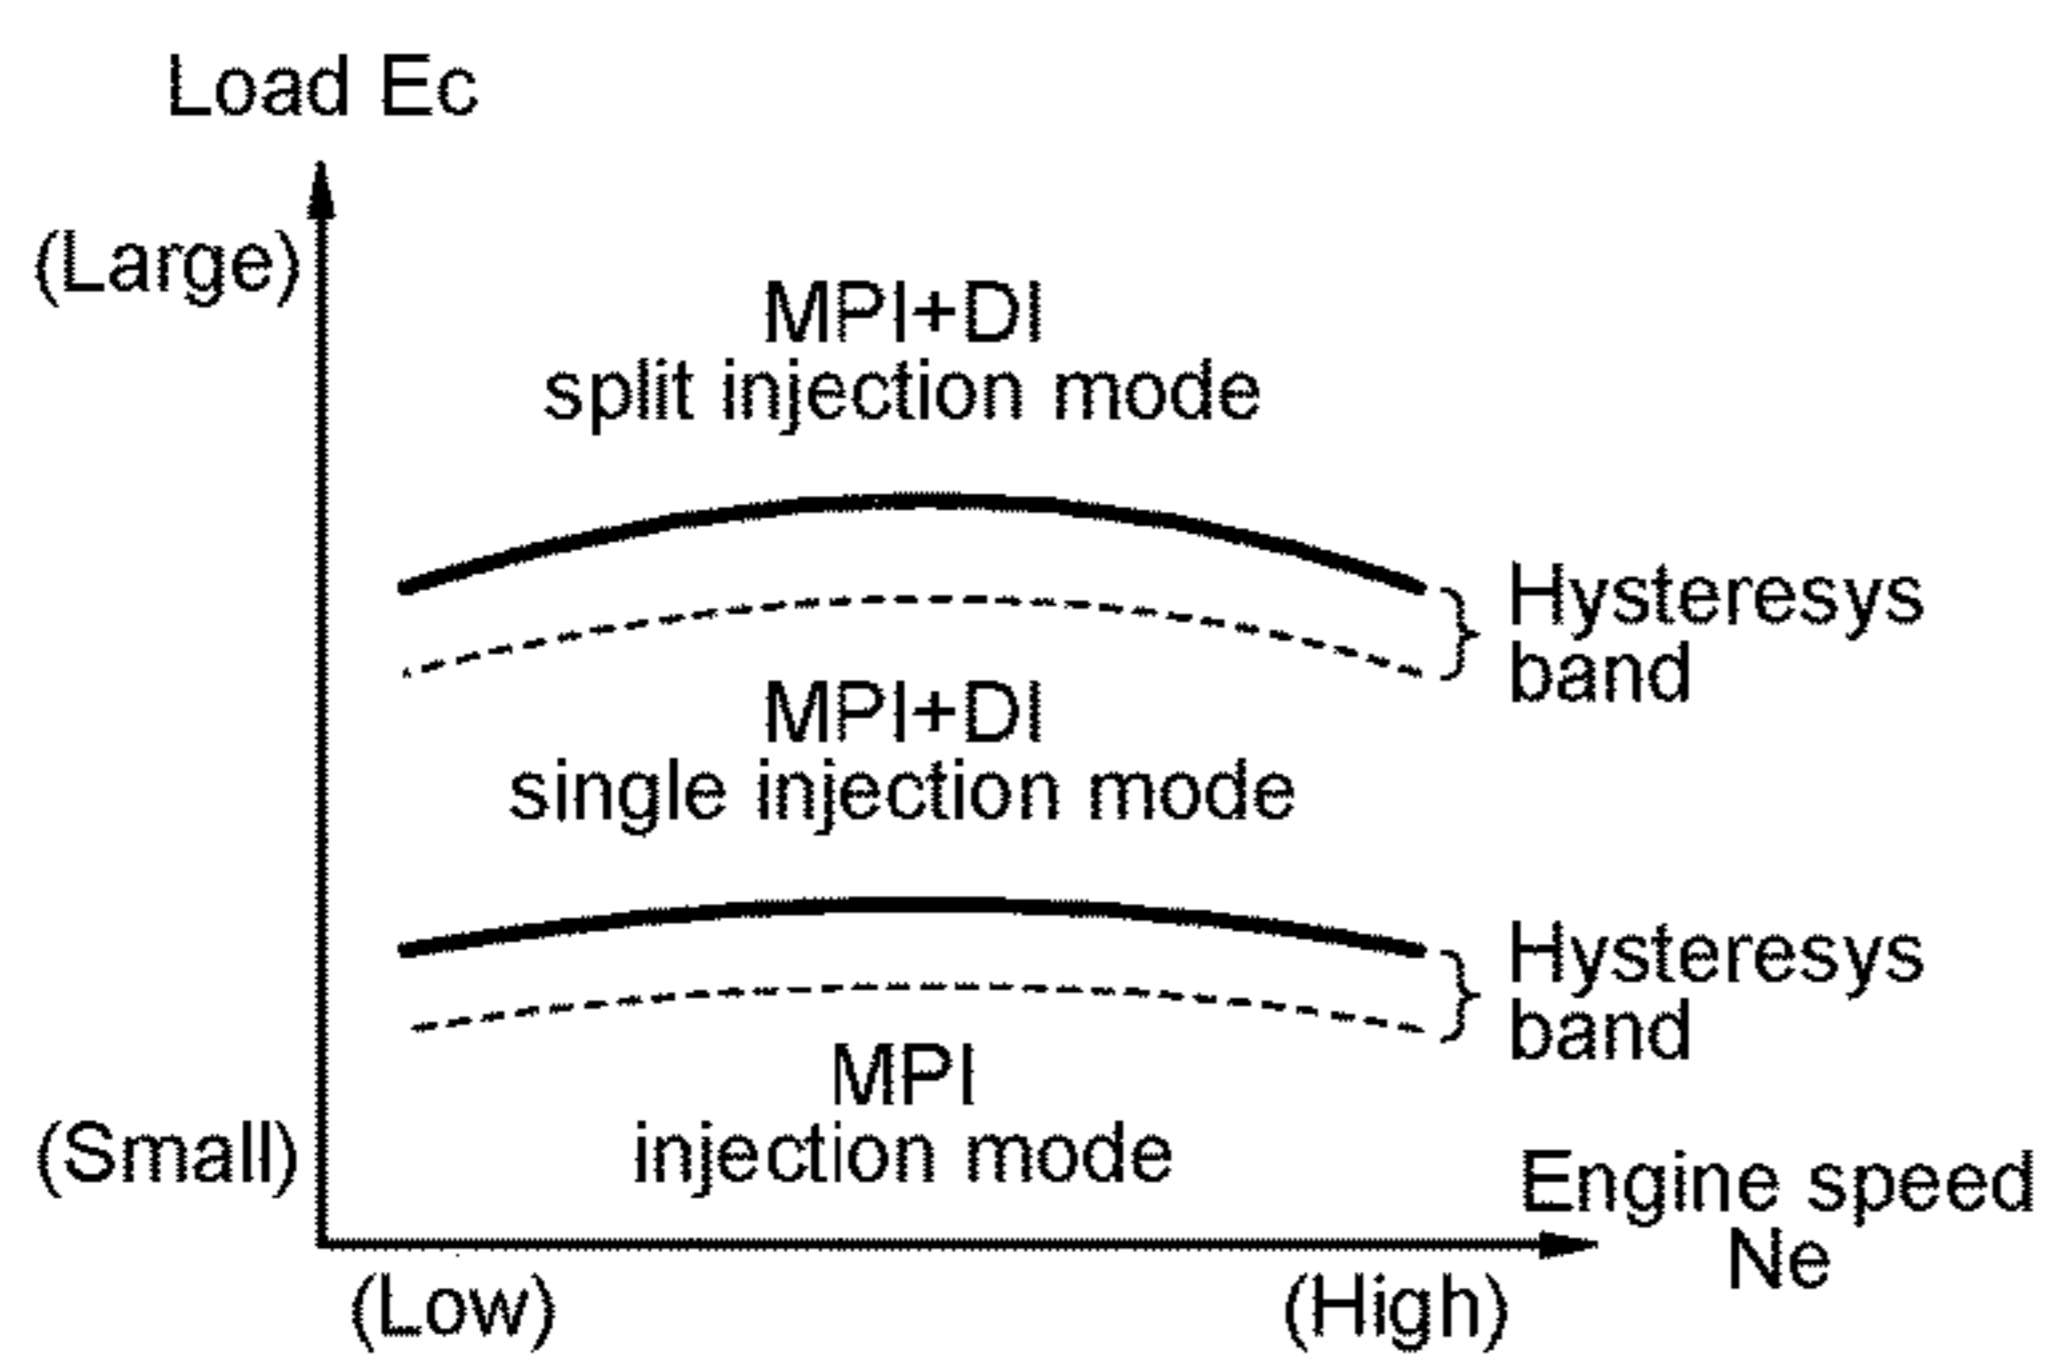 Load Ec
(Large)
MPI+DI
split injection mode
Hysteresys
band
MPI+DI
single injection mode
Hysteresys
band
MPI
injection mode
(Small)
Engine speed
Ne
(Low)
(High)